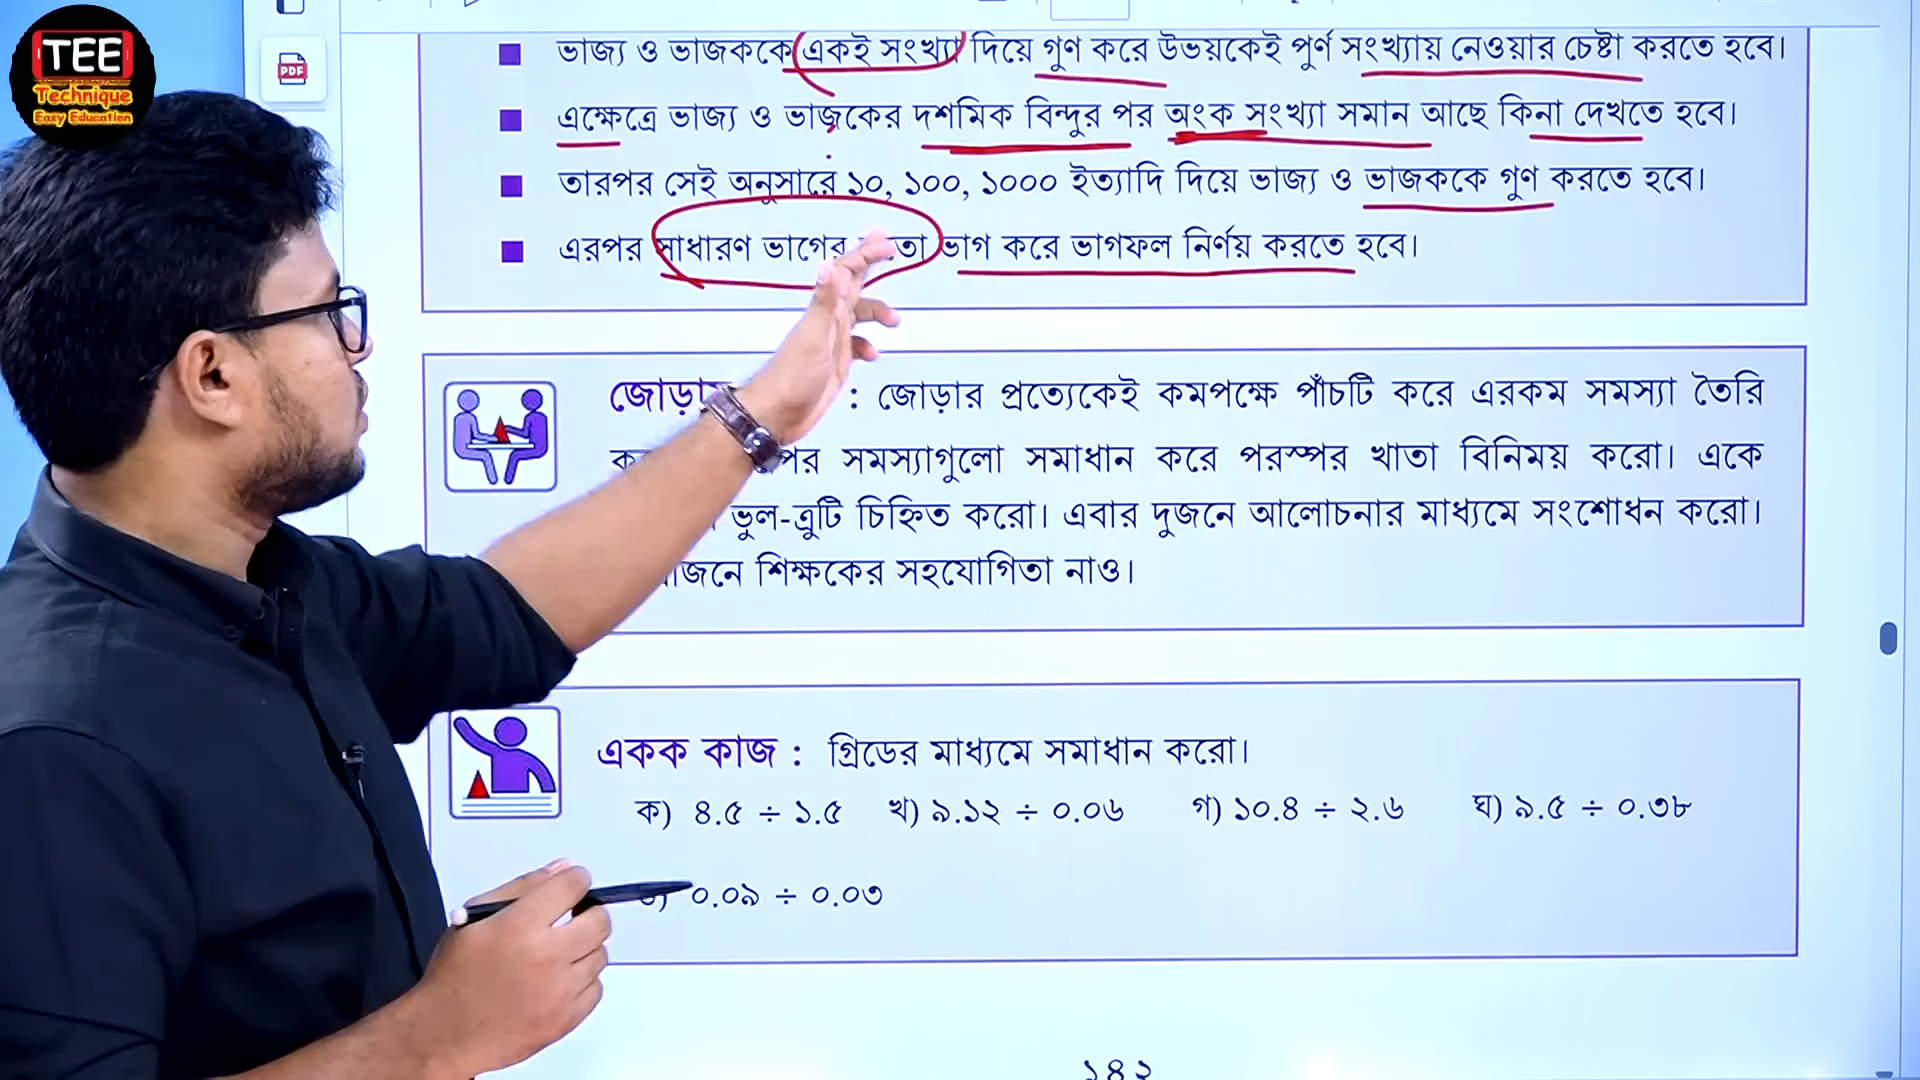 TEE
Technique
Easy Education
PDF
ভাজ্য ও ভাজককে একই সংখ্যা দিয়ে গুণ করে উভয়কেই পুর্ণ সংখ্যায় নেওয়ার চেষ্টা করতে হবে।
এক্ষেত্রে ভাজ্য ও ভাজকের দশমিক বিন্দুর পর অংক সংখ্যা সমান আছে কিনা দেখতে হবে।
তারপর সেই অনুসারে ১০, ১০০, ১০০০ ইত্যাদি দিয়ে ভাজ্য ও ভাজককে গুণ করতে হবে।
এরপর সাধারণ ভাগের ভাগ করে ভাগফল নির্ণয় করতে হবে।
: জোড়ার প্রত্যেকেই কমপক্ষে পাঁচটি করে এরকম সমস্যা তৈরি
সমস্যাগুলো সমাধান করে পরস্পর খাতা বিনিময় করো। একে
ভুল-ত্রুটি চিহ্নিত করো। এবার দুজনে আলোচনার মাধ্যমে সংশোধন করো।
শিক্ষকের সহযোগিতা নাও।
একক কাজ : গ্রিডের মাধ্যমে সমাধান করো।
ক) ৪.৫ ÷ ১.৫ খ) ৯.১২ ÷ ০.০৬ গ) ১০.৪ ÷ ২.৬ ঘ) ৯.৫ ÷ ০.৩৮
০.০৯ ÷ ০.০৩
১৪২